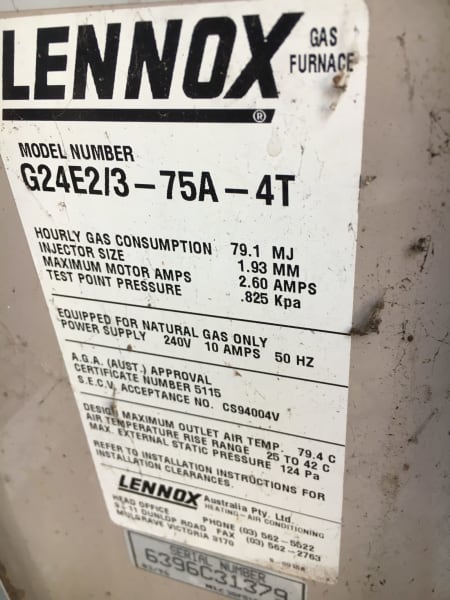 LENNOX
®
GAS
FURNACE
MODEL NUMBER
G24E2/3-75A-4T
HOURLY GAS CONSUMPTION 79.1 MJ
INJECTOR SIZE 1.93 MM
MAXIMUM MOTOR AMPS 2.60 AMPS
TEST POINT PRESSURE .825 Kpa
EQUIPPED FOR NATURAL GAS ONLY
POWER SUPPLY 240V 10 AMPS 50 HZ
A.G.A. (AUST.) APPROVAL
CERTIFICATE NUMBER 5115
S.E.C.V. ACCEPTANCE NO. CS94004V
DESIGN MAXIMUM OUTLET AIR TEMP. 79.4 C
AIR TEMPERATURE RISE RANGE 25 TO 42 C
MAX. EXTERNAL STATIC PRESSURE 124 Pa
REFER TO INSTALLATION INSTRUCTIONS FOR
INSTALLATION CLEARANCES.
LENNOX Australia Pty. Ltd.
HEATING-AIR CONDITIONING
HEAD OFFICE PHONE (03) 562-5522
9-11 DUNLOP ROAD FAX (03) 562-2763
MULGRAVE VICTORIA 3170
SERIAL NUMBER
6396C31379